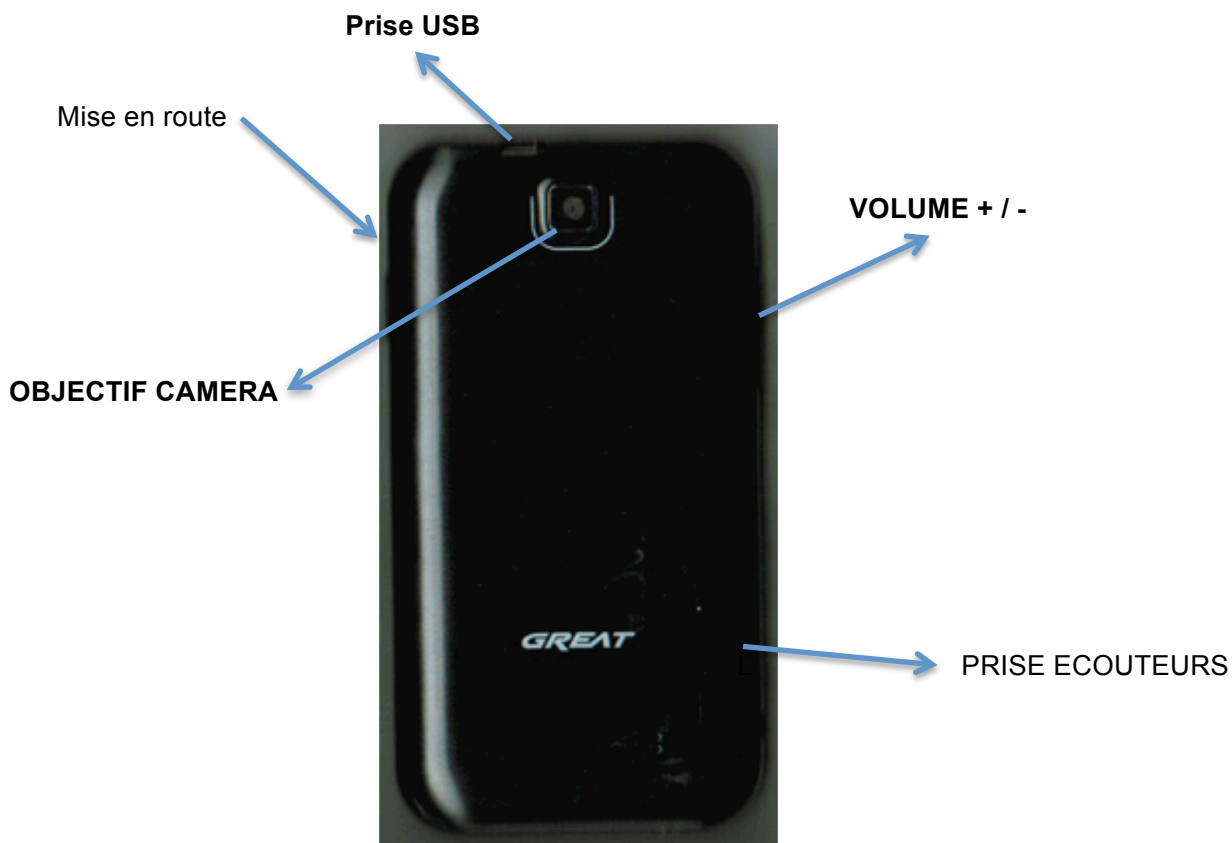 Prise USB
Mise en route
VOLUME + / -
OBJECTIF CAMERA
GREAT
L
PRISE ECOUTEURS